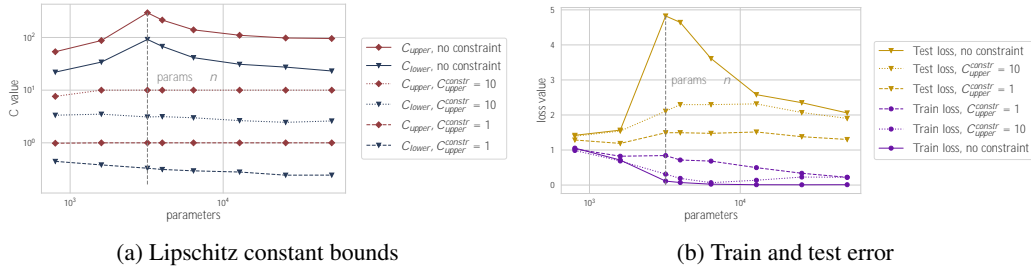 10²
10¹
10⁰
C value
params n
10³
10⁴
parameters
C_upper, no constraint
C_lower, no constraint
C_upper, C_upper^constr = 10
C_lower, C_upper^constr = 10
C_upper, C_upper^constr = 1
C_lower, C_upper^constr = 1
(a) Lipschitz constant bounds
5
4
3
2
1
0
loss value
params n
10³
10⁴
parameters
Test loss, no constraint
Test loss, C_upper^constr = 10
Test loss, C_upper^constr = 1
Train loss, C_upper^constr = 1
Train loss, C_upper^constr = 10
Train loss, no constraint
(b) Train and test error